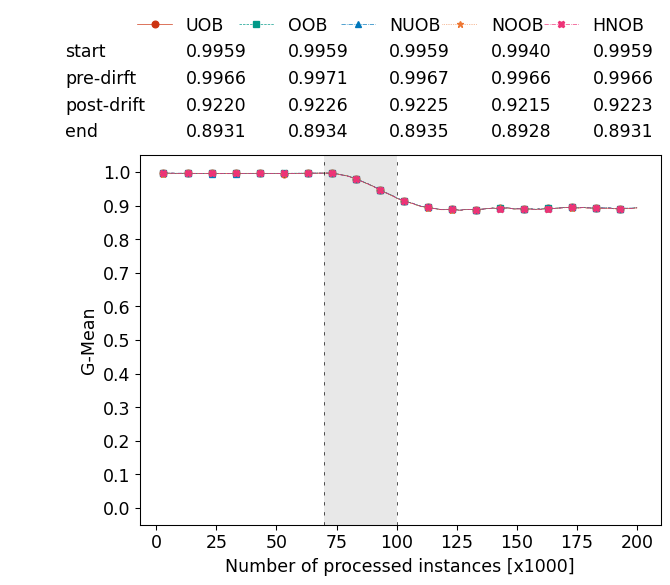 UOB OOB NUOB NOOB HNOB
start 0.9959 0.9959 0.9959 0.9940 0.9959
pre-dirft 0.9966 0.9971 0.9967 0.9966 0.9966
post-drift 0.9220 0.9226 0.9225 0.9215 0.9223
end 0.8931 0.8934 0.8935 0.8928 0.8931
1.0
0.9
0.8
0.7
0.6
0.5
0.4
0.3
0.2
0.1
0.0
G-Mean
0 25 50 75 100 125 150 175 200
Number of processed instances [x1000]